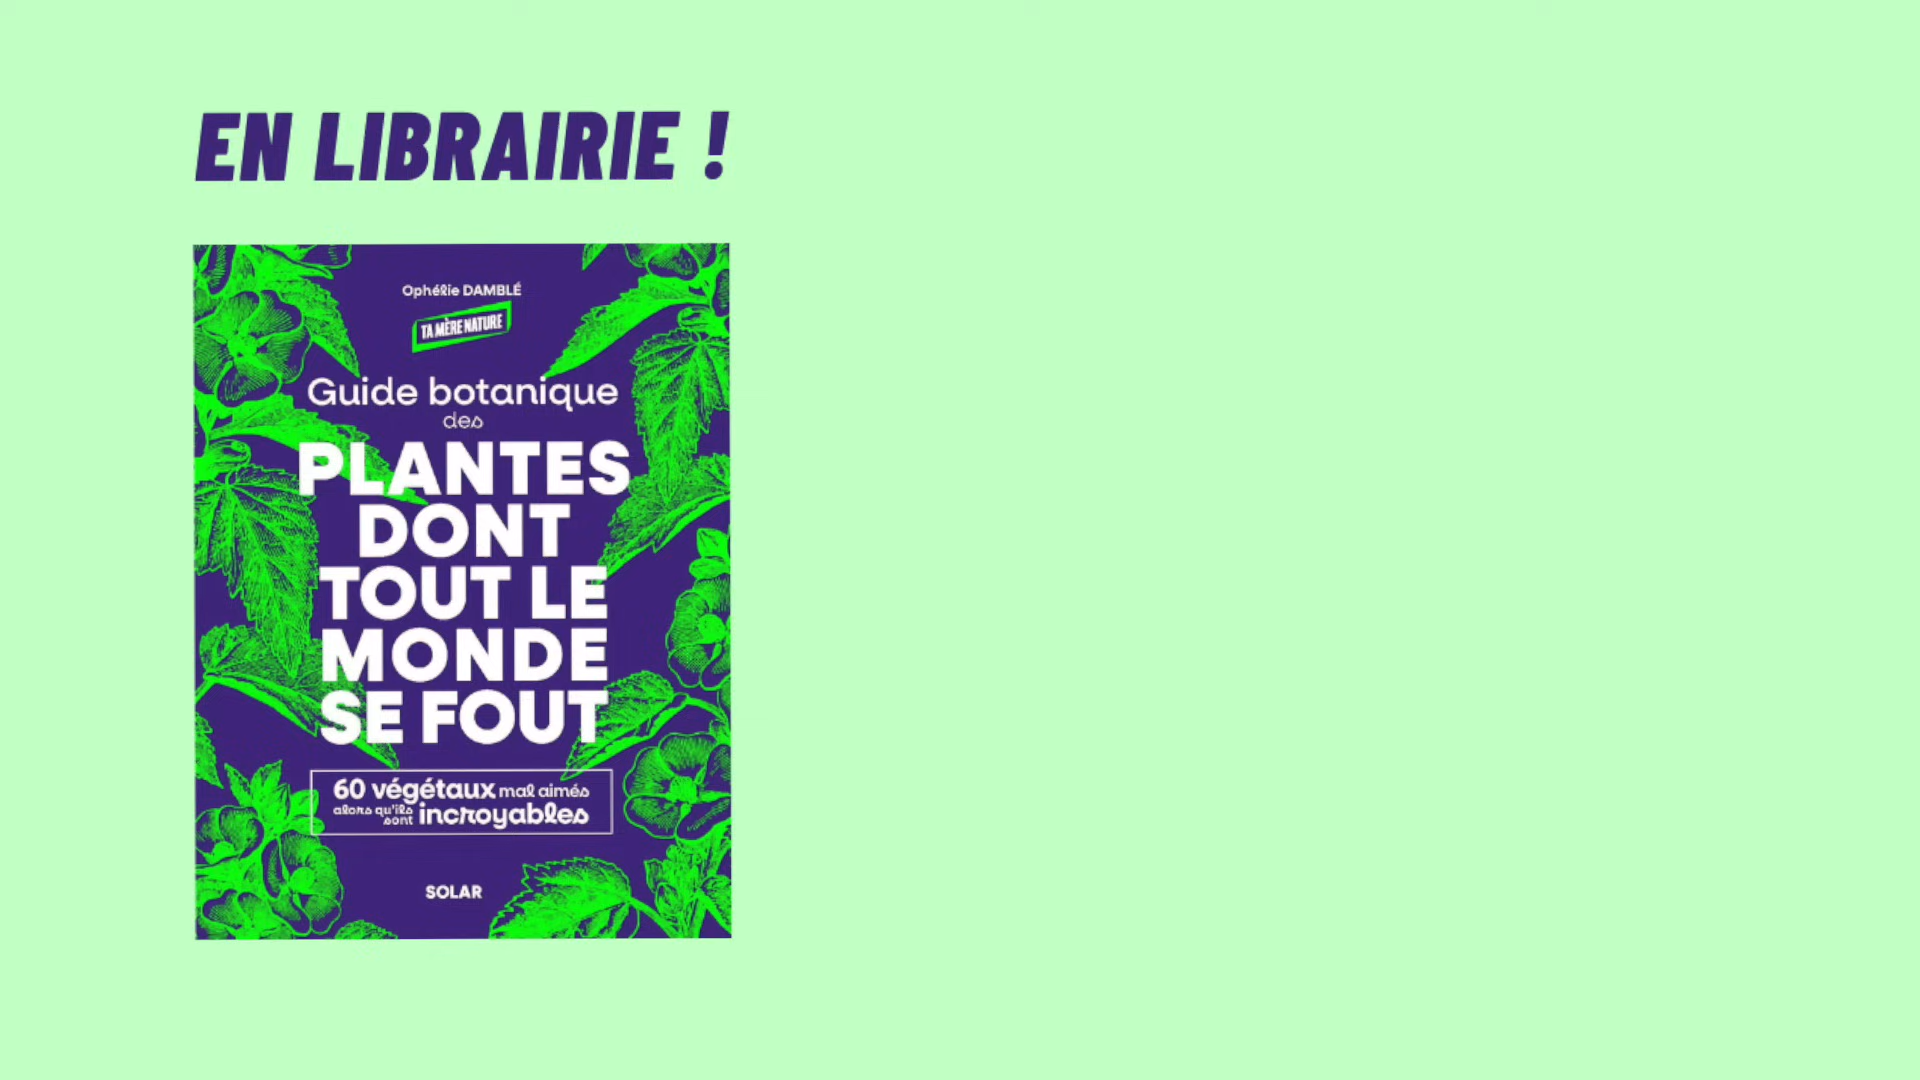 EN LIBRAIRIE !
Ophélie DAMBLÉ
TA MÈRE NATURE
Guide botanique
des
PLANTES
DONT
TOUT LE
MONDE
SE FOUT
60 végétaux mal aimés
alors qu'ils sont incroyables
SOLAR